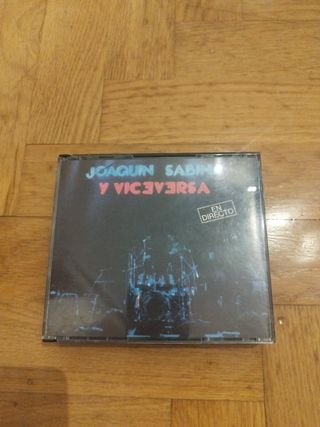 JOAQUIN SABINA
Y VICEVERSA
EN
DIRECTO